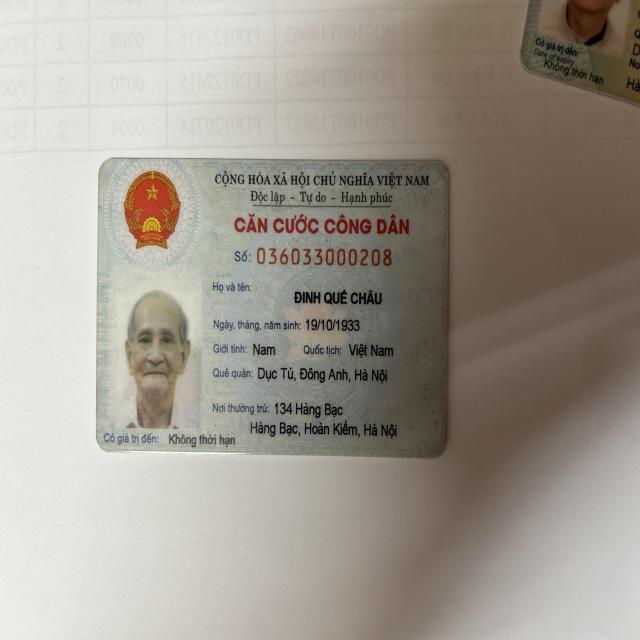 Có giá trị đến:
Date of expiry
Không thời hạn
CỘNG HÒA XÃ HỘI CHỦ NGHĨA VIỆT NAM
Độc lập - Tự do - Hạnh phúc
CĂN CƯỚC CÔNG DÂN
Số: 036033000208
Họ và tên:
ĐINH QUẾ CHÂU
Ngày, tháng, năm sinh: 19/10/1933
Giới tính: Nam Quốc tịch: Việt Nam
Quê quán: Dục Tú, Đông Anh, Hà Nội
Nơi thường trú: 134 Hàng Bạc
Hàng Bạc, Hoàn Kiếm, Hà Nội
Có giá trị đến: Không thời hạn